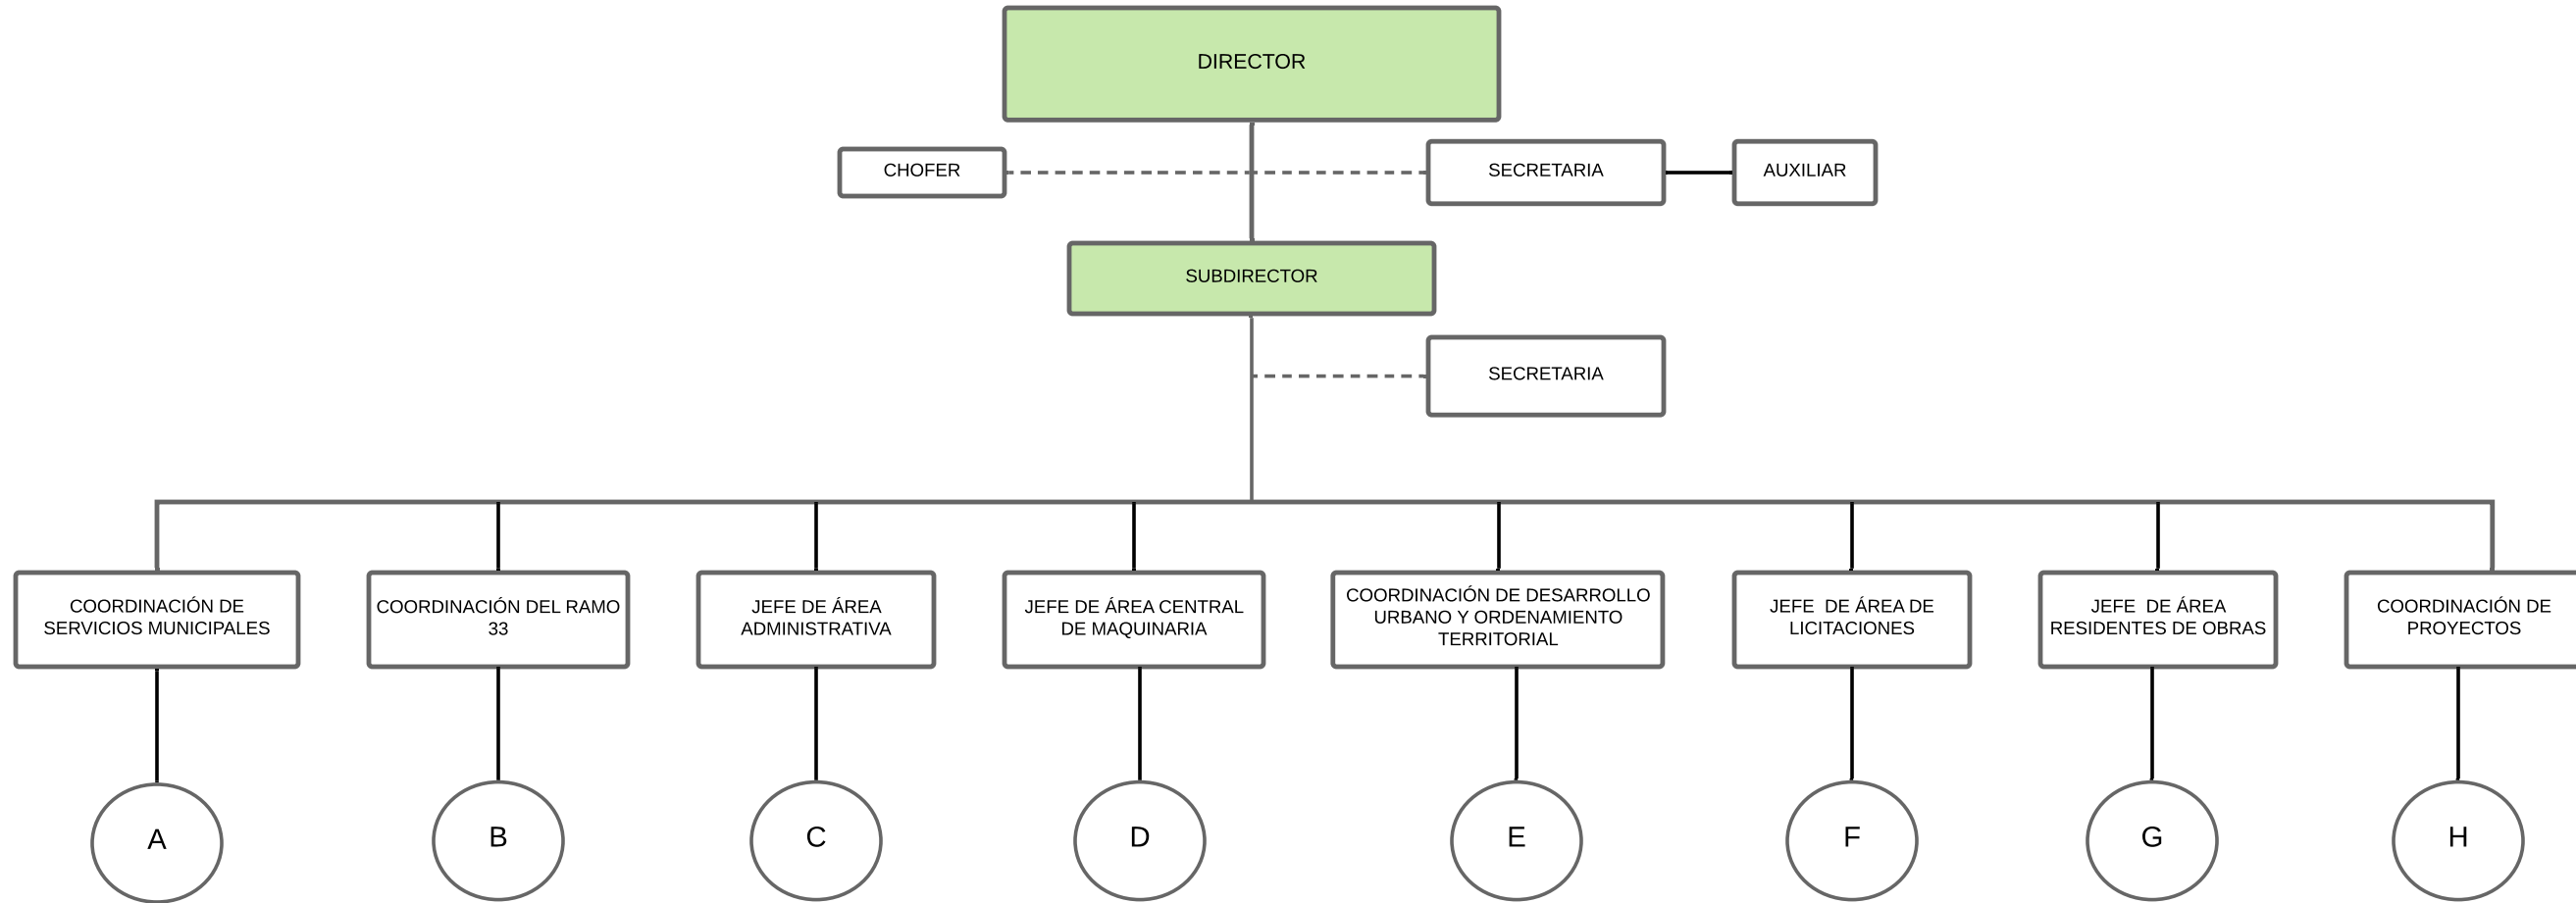 DIRECTOR
CHOFER
SECRETARIA
AUXILIAR
SUBDIRECTOR
SECRETARIA
COORDINACIÓN DE
SERVICIOS MUNICIPALES
COORDINACIÓN DEL RAMO
33
JEFE DE ÁREA
ADMINISTRATIVA
JEFE DE ÁREA CENTRAL
DE MAQUINARIA
COORDINACIÓN DE DESARROLLO
URBANO Y ORDENAMIENTO
TERRITORIAL
JEFE  DE ÁREA DE
LICITACIONES
JEFE  DE ÁREA
RESIDENTES DE OBRAS
COORDINACIÓN DE
PROYECTOS
A
B
C
D
E
F
G
H